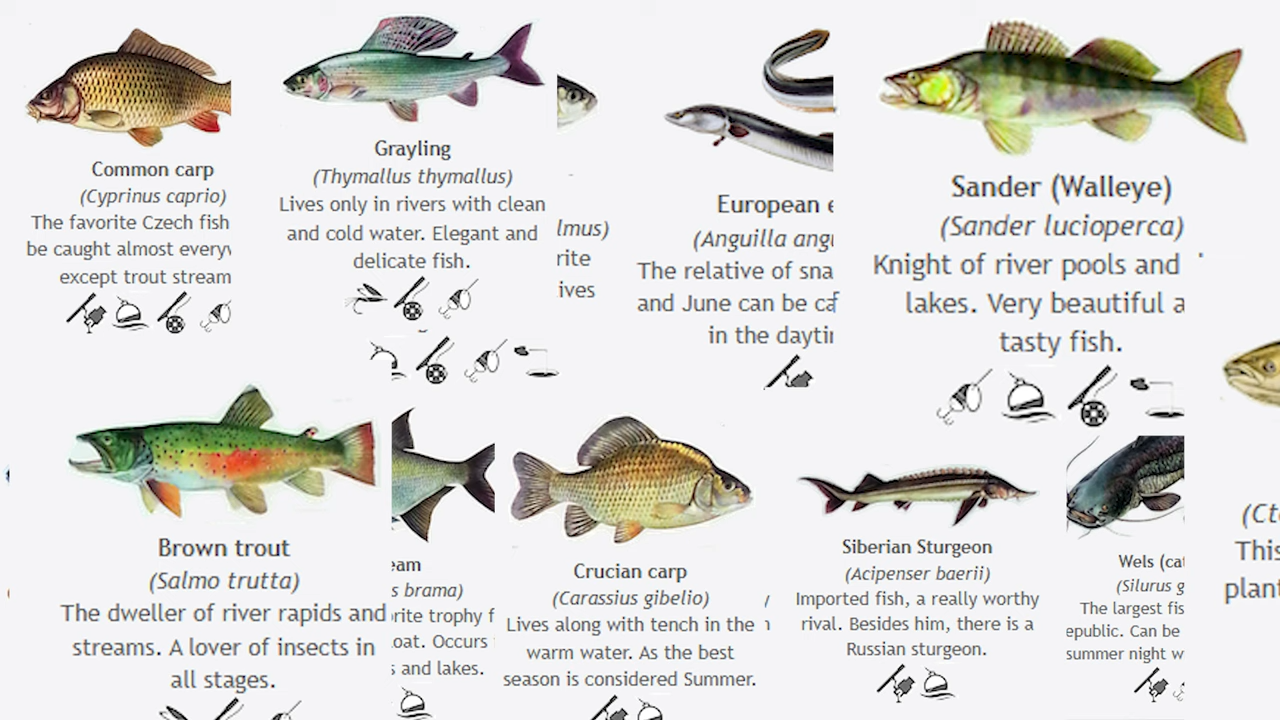 Common carp
(Cyprinus caprio)
The favorite Czech fish
be caught almost
except trout stream
Grayling
(Thymallus thymallus)
Lives only in rivers with clean
and cold water. Elegant and
delicate fish.
lmus)
rite
ives
European e
(Anguilla angu
The relative of sna
and June can be
in the dayti
Sander (Walleye)
(Sander lucioperca)
Knight of river pools and
lakes. Very beautiful a
tasty fish.
Brown trout
(Salmo trutta)
The dweller of river rapids and
streams. A lover of insects in
all stages.
eam
s brama)
rite trophy f
oat. Occurs
s and lakes.
Crucian carp
(Carassius gibelio)
Lives along with tench in the
warm water. As the best
season is considered Summer.
Siberian Sturgeon
(Acipenser baerii)
Imported fish, a really worthy
rival. Besides him, there is a
Russian sturgeon.
Wels (cat
(Silurus g
The largest fis
epublic. Can be
summer night w
(Ct
This
plant